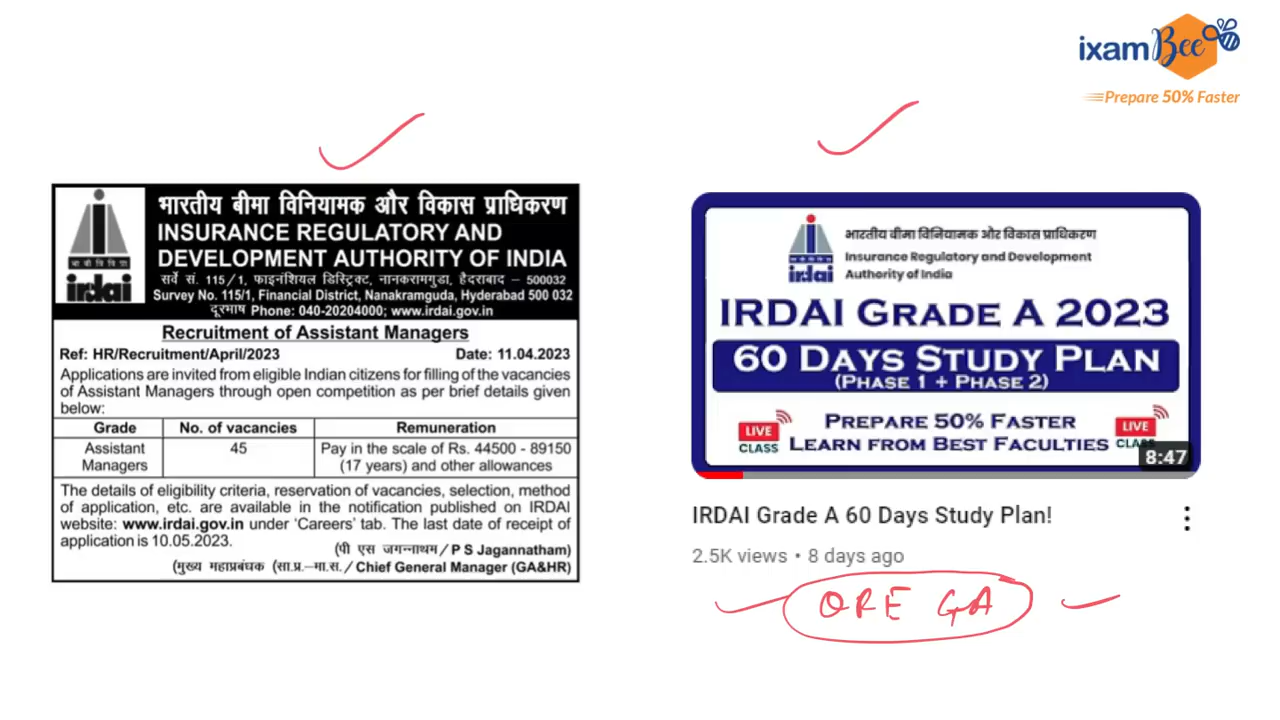 ixamBee
Prepare 50% Faster
भारतीय बीमा विनियामक और विकास प्राधिकरण
INSURANCE REGULATORY AND
DEVELOPMENT AUTHORITY OF INDIA
सर्वे सं. 115/1, फाइनेंशियल डिस्ट्रिक्ट, नानकरामगुडा, हैदराबाद – 500032
Survey No. 115/1, Financial District, Nanakramguda, Hyderabad 500 032
दूरभाष Phone: 040-20204000; www.irdai.gov.in
irdai
Recruitment of Assistant Managers
Ref: HR/Recruitment/April/2023 Date: 11.04.2023
Applications are invited from eligible Indian citizens for filling of the vacancies
of Assistant Managers through open competition as per brief details given
below:
Grade No. of vacancies Remuneration
Assistant 45 Pay in the scale of Rs. 44500 - 89150
Managers (17 years) and other allowances
The details of eligibility criteria, reservation of vacancies, selection, method
of application, etc. are available in the notification published on IRDAI
website: www.irdai.gov.in under 'Careers' tab. The last date of receipt of
application is 10.05.2023.
(पी एस जगन्नाथम/ P S Jagannatham)
(मुख्य महाप्रबंधक (सा.प्र.–मा.स./ Chief General Manager (GA&HR)
भारतीय बीमा विनियामक और विकास प्राधिकरण
Insurance Regulatory and Development
Authority of India
irdai
IRDAI GRADE A 2023
60 DAYS STUDY PLAN
(PHASE 1 + PHASE 2)
LIVE CLASS
PREPARE 50% FASTER
LEARN FROM BEST FACULTIES
LIVE CLASS
8:47
IRDAI Grade A 60 Days Study Plan!
2.5K views • 8 days ago
QRE GA